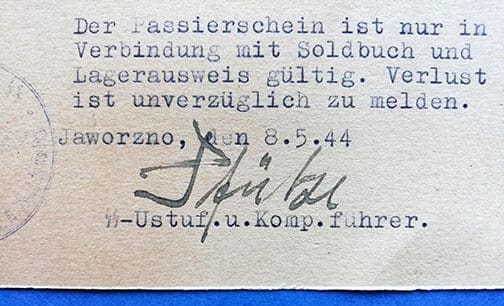 Der Passierschein ist nur in
Verbindung mit Soldbuch und
Lagerausweis gültig. Verlust
ist unverzüglich zu melden.
Jaworzno, den 8.5.44
ᛋᛋ-Ustuf.u.Komp.führer.